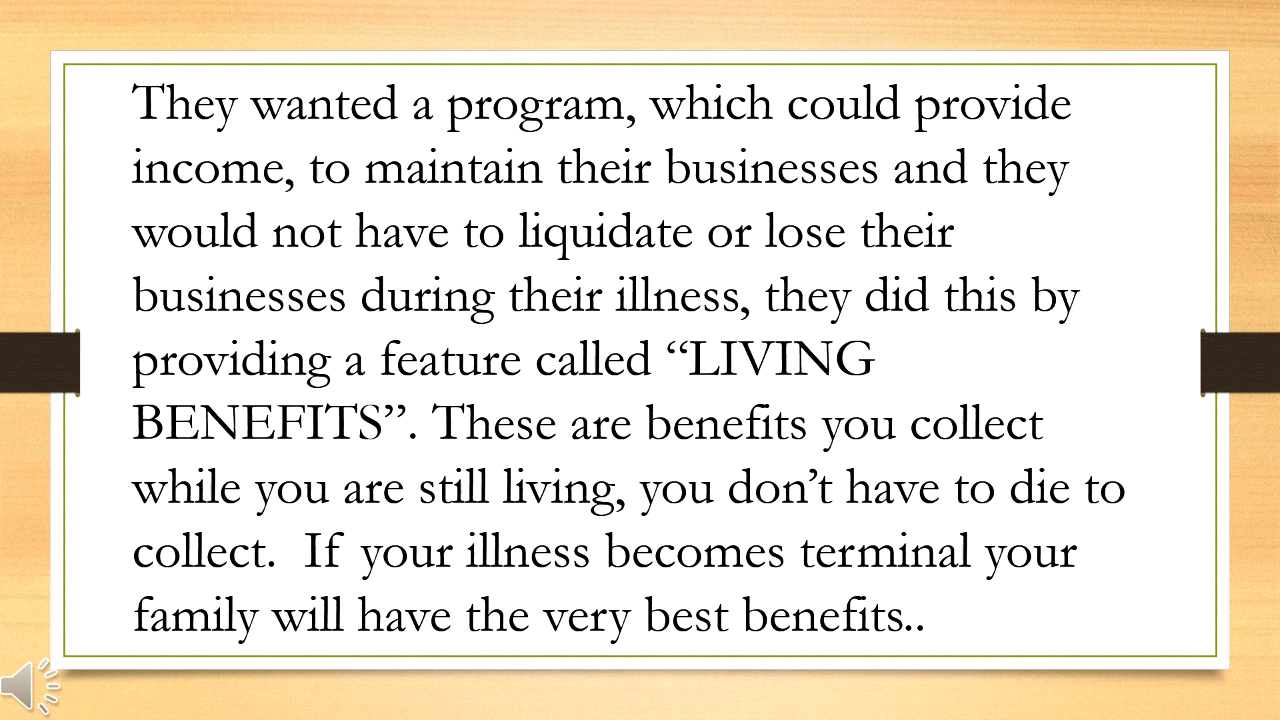 They wanted a program, which could provide
income, to maintain their businesses and they
would not have to liquidate or lose their
businesses during their illness, they did this by
providing a feature called “LIVING
BENEFITS”. These are benefits you collect
while you are still living, you don’t have to die to
collect.  If your illness becomes terminal your
family will have the very best benefits..